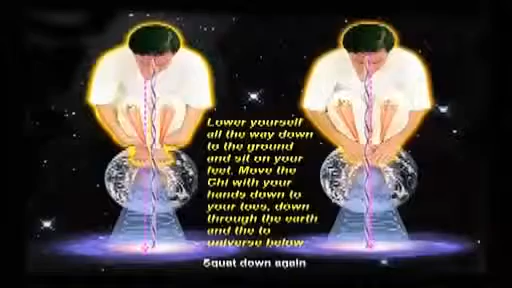 Lower yourself
all the way down
to the ground
and sit on your
feet. Move the
Chi with your
hands down to
your toes, down
through the earth
and the to
universe below
Squat down again